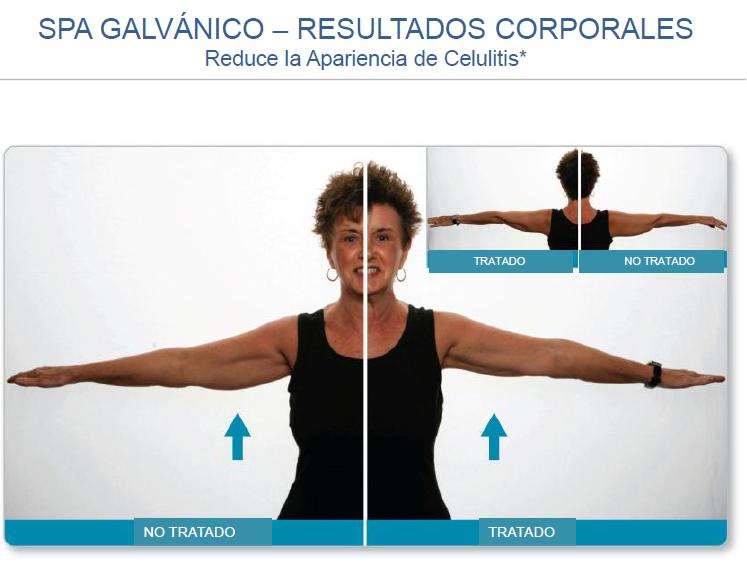 SPA GALVÁNICO – RESULTADOS CORPORALES
Reduce la Apariencia de Celulitis*
TRATADO
NO TRATADO
NO TRATADO
TRATADO